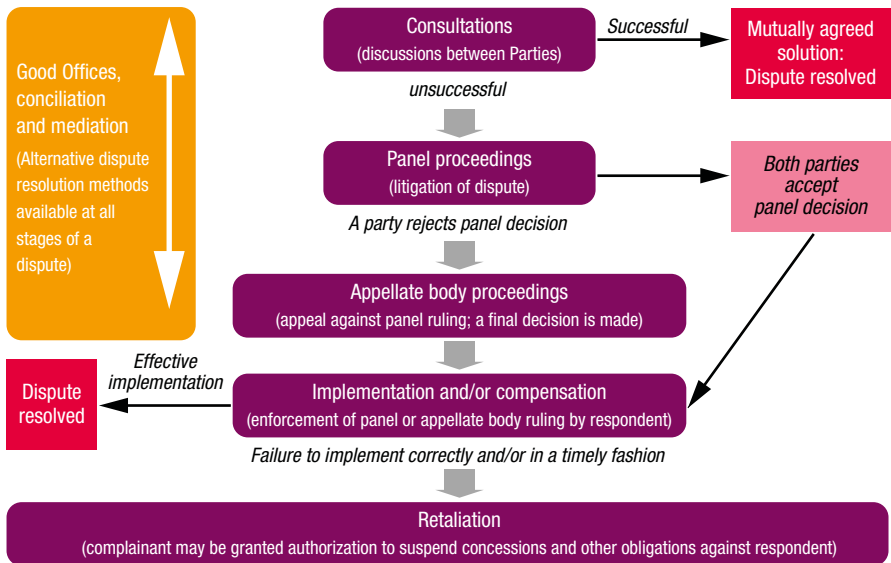 Good Offices,
conciliation
and mediation
(Alternative dispute
resolution methods
available at all
stages of a
dispute)
Consultations
(discussions between Parties)
Successful
Mutually agreed
solution:
Dispute resolved
unsuccessful
Panel proceedings
(litigation of dispute)
Both parties
accept
panel decision
A party rejects panel decision
Appellate body proceedings
(appeal against panel ruling; a final decision is made)
Effective
implementation
Dispute
resolved
Implementation and/or compensation
(enforcement of panel or appellate body ruling by respondent)
Failure to implement correctly and/or in a timely fashion
Retaliation
(complainant may be granted authorization to suspend concessions and other obligations against respondent)